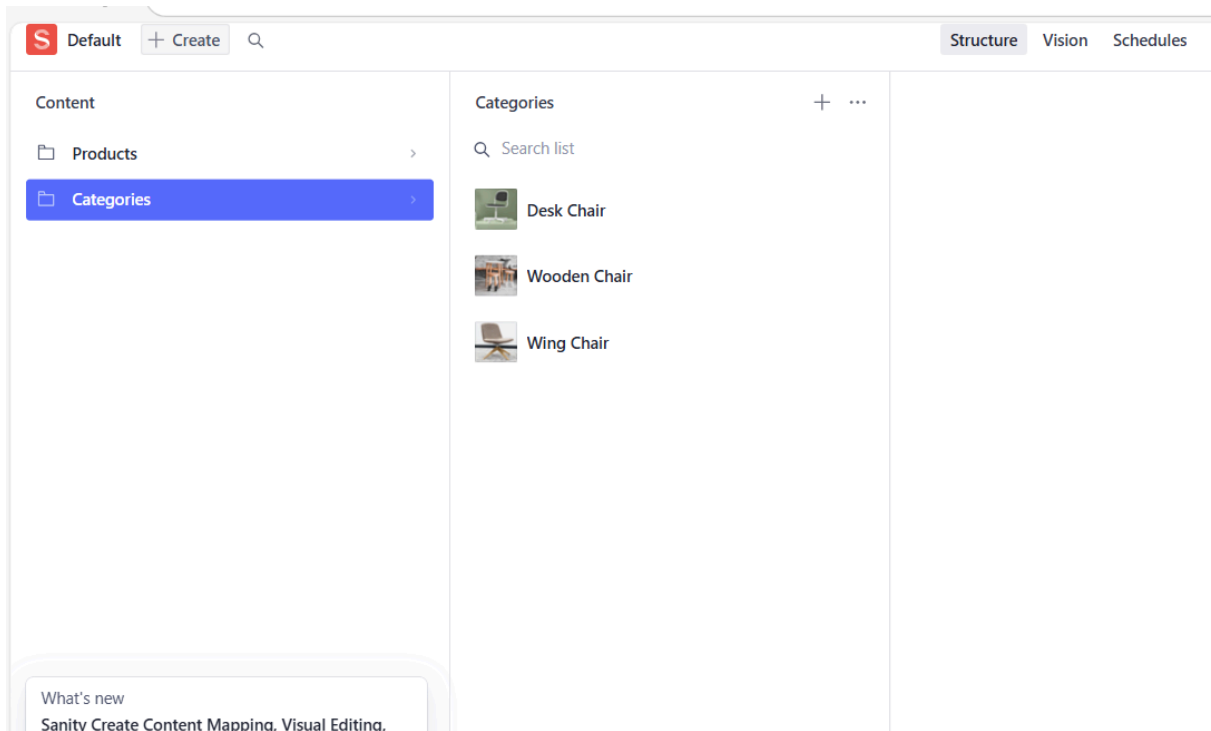 S Default + Create Structure Vision Schedules
Content
Products
Categories
Categories
Search list
Desk Chair
Wooden Chair
Wing Chair
What's new
Sanity Create Content Mapping, Visual Editing,